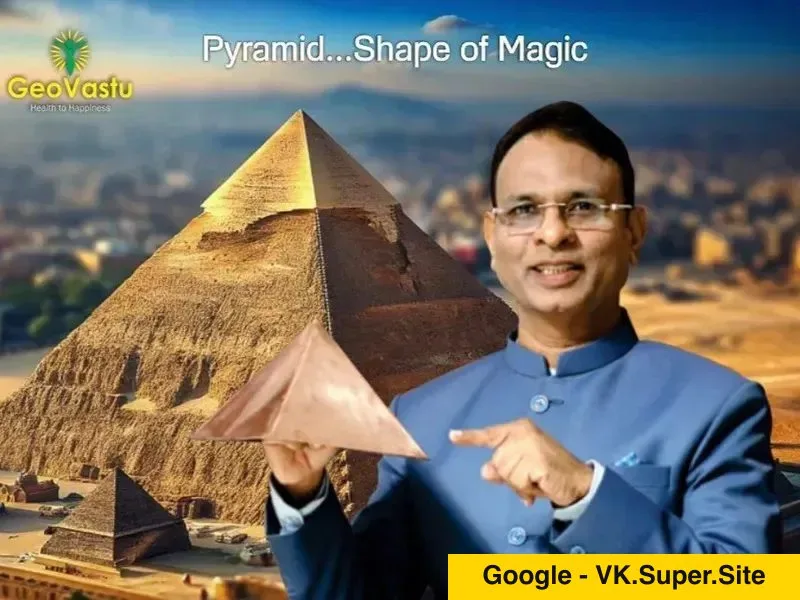 Pyramid...Shape of Magic
GeoVastu
Health to Happiness
Google - VK.Super.Site